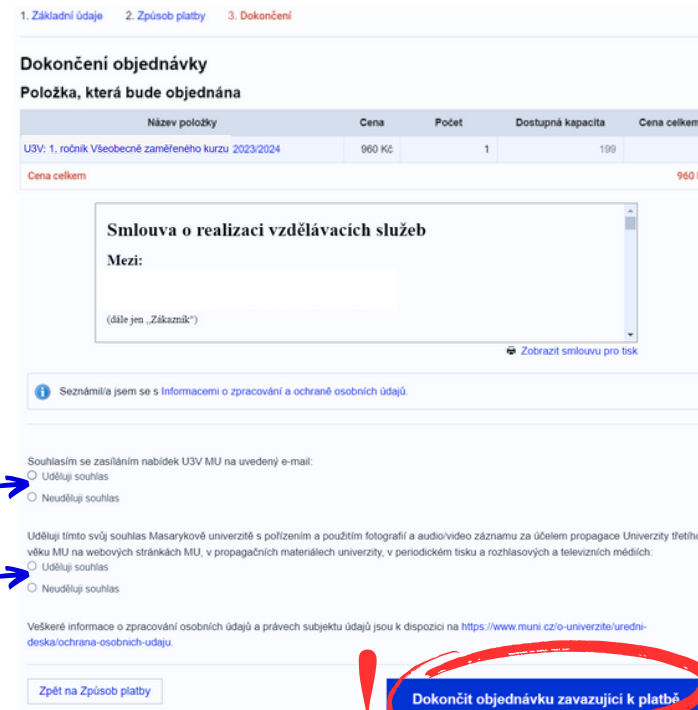 1. Základní údaje 2. Způsob platby 3. Dokončení
Dokončení objednávky
Položka, která bude objednána
Název položky Cena Počet Dostupná kapacita Cena celkem
U3V: 1. ročník Všeobecně zaměřeného kurzu 2023/2024 960 Kč 1 199
Cena celkem 960
Smlouva o realizaci vzdělávacích služeb
Mezi:
(dále jen „Zákazník“)
Zobrazit smlouvu pro tisk
Seznámil/a jsem se s Informacemi o zpracování a ochraně osobních údajů.
Souhlasím se zasíláním nabídek U3V MU na uvedený e-mail:
Uděluji souhlas
Neuděluji souhlas
Uděluji tímto svůj souhlas Masarykově univerzitě s pořízením a použitím fotografií a audio/video záznamu za účelem propagace Univerzity třetího
věku MU na webových stránkách MU, v propagačních materiálech univerzity, v periodickém tisku a rozhlasových a televizních médiích:
Uděluji souhlas
Neuděluji souhlas
Veškeré informace o zpracování osobních údajů a právech subjektu údajů jsou k dispozici na https://www.muni.cz/o-univerzite/uredni-
deska/ochrana-osobnich-udaju.
Zpět na Způsob platby
! Dokončit objednávku zavazující k platbě